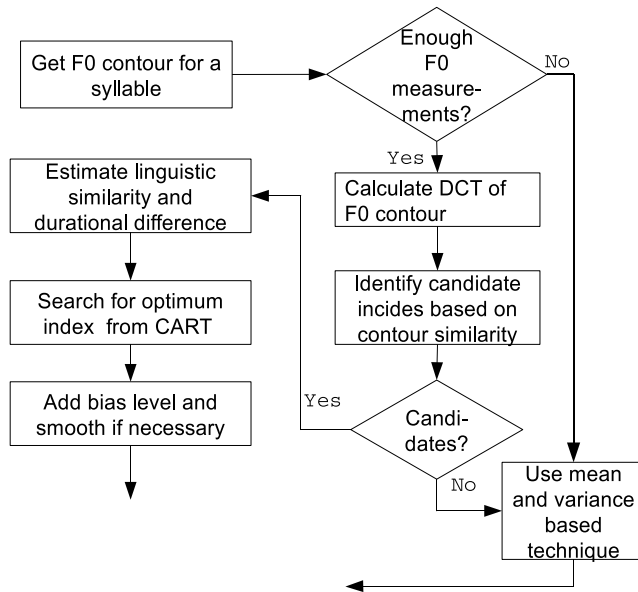 Get F0 contour for a
syllable
Enough
F0
measure-
ments?
No
Yes
Calculate DCT of
F0 contour
Identify candidate
incides based on
contour similarity
Candi-
dates?
Yes
No
Estimate linguistic
similarity and
durational difference
Search for optimum
index from CART
Add bias level and
smooth if necessary
Use mean
and variance
based
technique